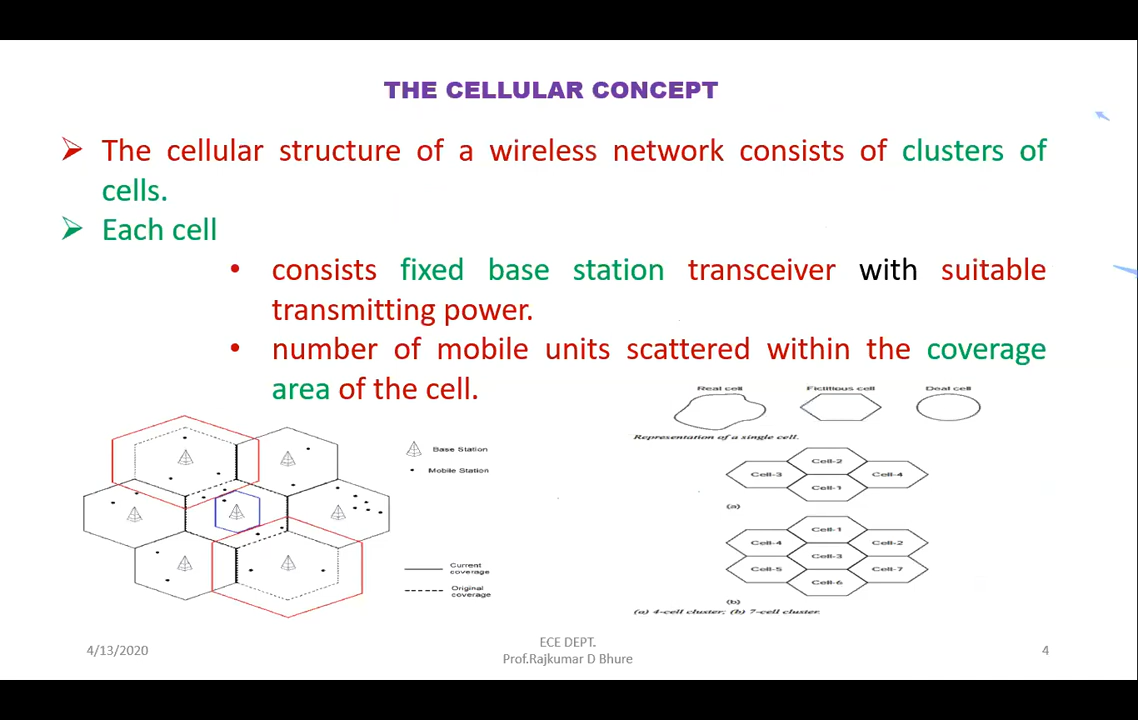 THE CELLULAR CONCEPT
The cellular structure of a wireless network consists of clusters of
cells.
Each cell
• consists fixed base station transceiver with suitable
transmitting power.
• number of mobile units scattered within the coverage
area of the cell.
Base Station
Mobile Station
Current
coverage
Original
coverage
Real cell
Fictitious cell
Deal cell
Representation of a single cell.
Cell-2
Cell-3
Cell-4
Cell-1
(a)
Cell-1
Cell-4
Cell-2
Cell-3
Cell-5
Cell-7
Cell-6
(b)
(a) 4-cell cluster; (b) 7-cell cluster.
4/13/2020
ECE DEPT.
Prof.Rajkumar D Bhure
4